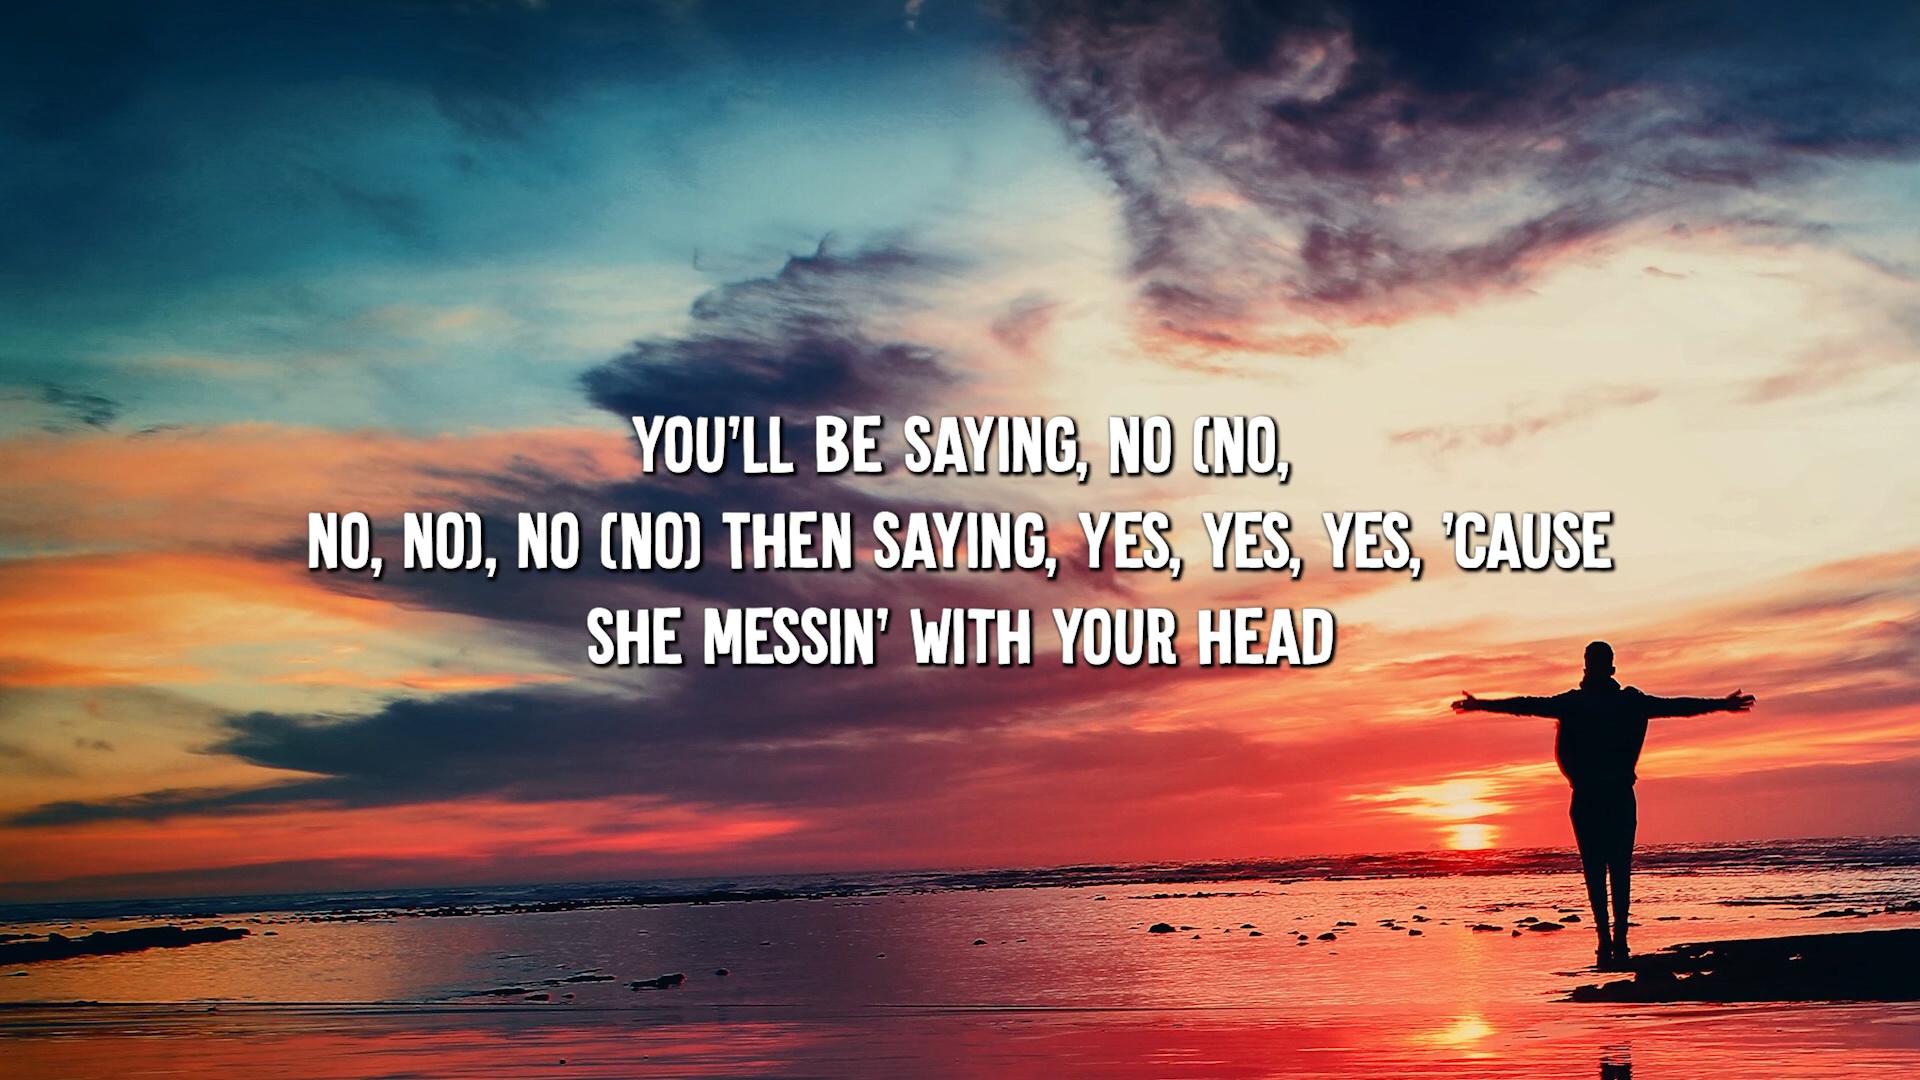 YOU'LL BE SAYING, NO (NO,
NO, NO), NO (NO) THEN SAYING, YES, YES, YES, 'CAUSE
SHE MESSIN' WITH YOUR HEAD